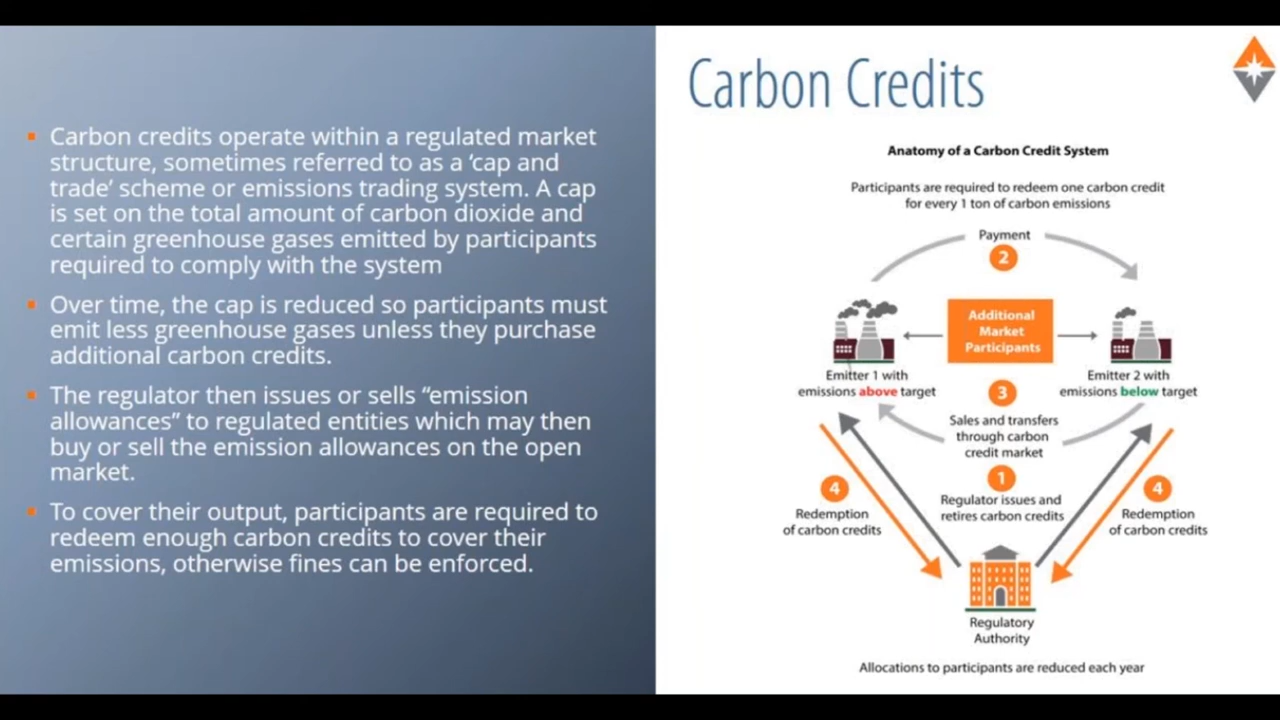 Carbon credits operate within a regulated market
structure, sometimes referred to as a ‘cap and
trade’ scheme or emissions trading system. A cap
is set on the total amount of carbon dioxide and
certain greenhouse gases emitted by participants
required to comply with the system
Over time, the cap is reduced so participants must
emit less greenhouse gases unless they purchase
additional carbon credits.
The regulator then issues or sells “emission
allowances” to regulated entities which may then
buy or sell the emission allowances on the open
market.
To cover their output, participants are required to
redeem enough carbon credits to cover their
emissions, otherwise fines can be enforced.
Carbon Credits
Anatomy of a Carbon Credit System
Participants are required to redeem one carbon credit
for every 1 ton of carbon emissions
Payment
2
Additional
Market
Participants
Emitter 1 with
emissions above target
Emitter 2 with
emissions below target
3
Sales and transfers
through carbon
credit market
1
Regulator issues and
retires carbon credits
4
Redemption
of carbon credits
4
Redemption
of carbon credits
Regulatory
Authority
Allocations to participants are reduced each year